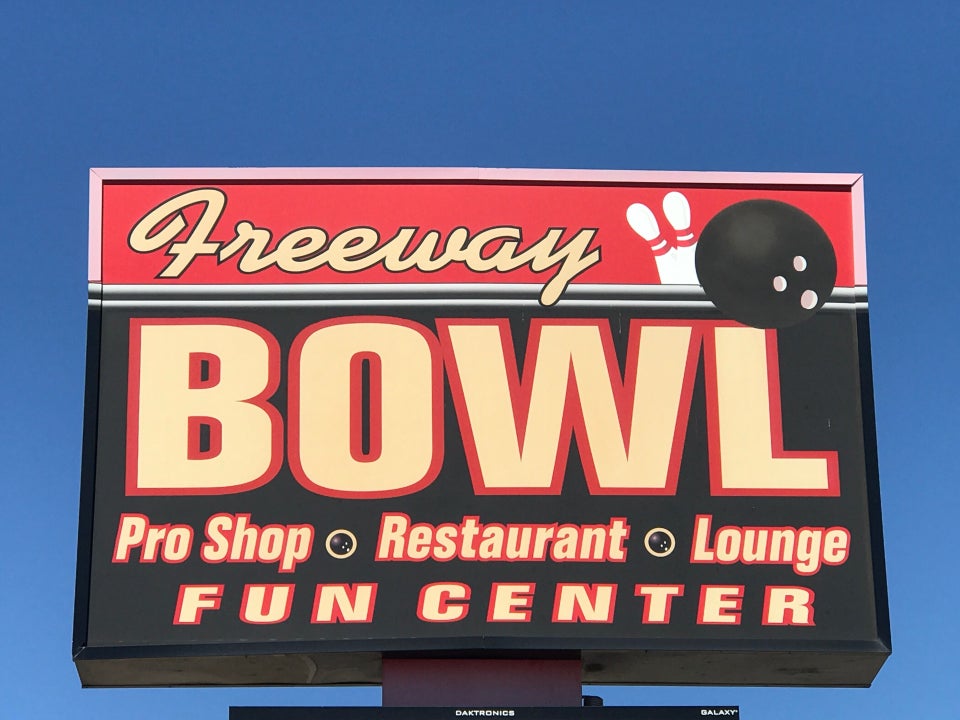 Freeway
BOWL
Pro Shop Restaurant Lounge
FUN CENTER
DAKTRONICS GALAXY